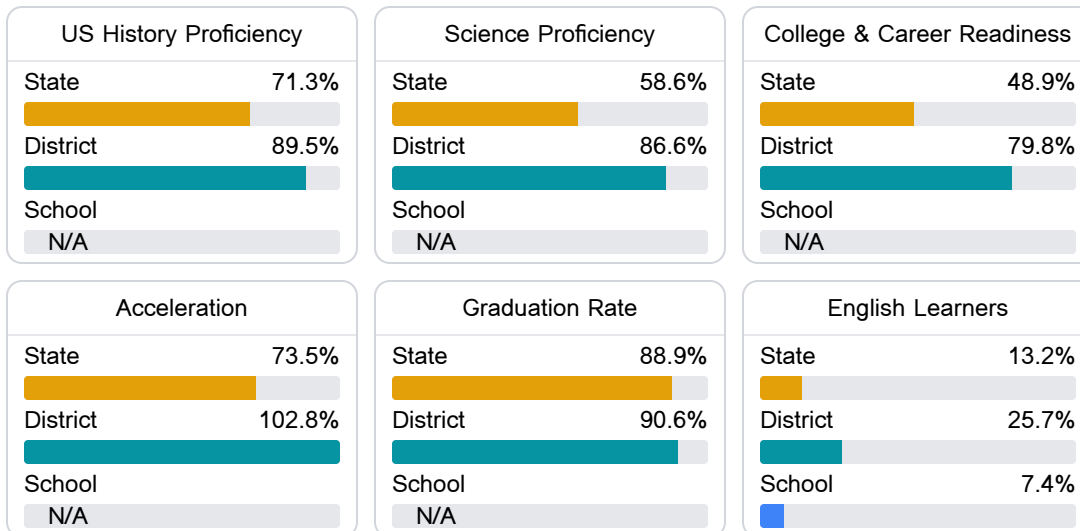 US History Proficiency
State 71.3%
District 89.5%
School
N/A
Science Proficiency
State 58.6%
District 86.6%
School
N/A
College & Career Readiness
State 48.9%
District 79.8%
School
N/A
Acceleration
State 73.5%
District 102.8%
School
N/A
Graduation Rate
State 88.9%
District 90.6%
School
N/A
English Learners
State 13.2%
District 25.7%
School 7.4%